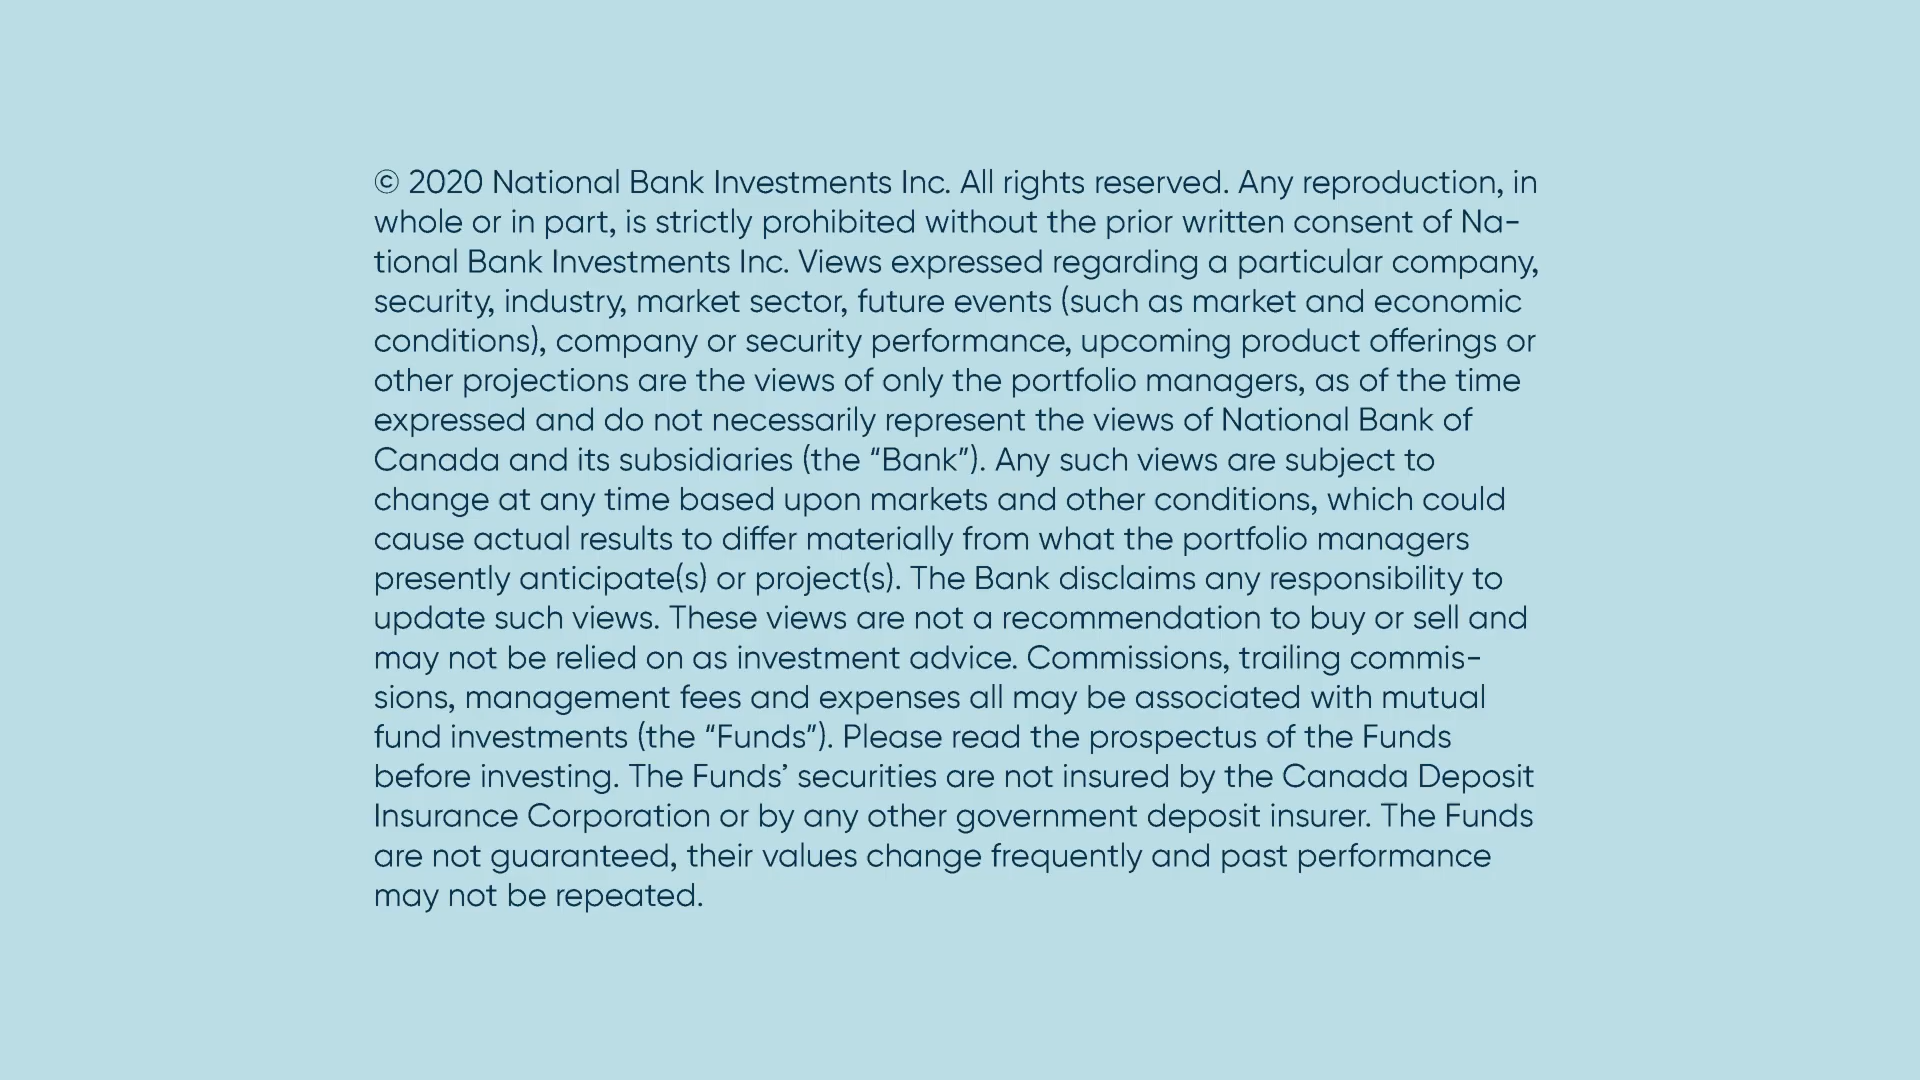 © 2020 National Bank Investments Inc. All rights reserved. Any reproduction, in
whole or in part, is strictly prohibited without the prior written consent of Na-
tional Bank Investments Inc. Views expressed regarding a particular company,
security, industry, market sector, future events (such as market and economic
conditions), company or security performance, upcoming product offerings or
other projections are the views of only the portfolio managers, as of the time
expressed and do not necessarily represent the views of National Bank of
Canada and its subsidiaries (the “Bank”). Any such views are subject to
change at any time based upon markets and other conditions, which could
cause actual results to differ materially from what the portfolio managers
presently anticipate(s) or project(s). The Bank disclaims any responsibility to
update such views. These views are not a recommendation to buy or sell and
may not be relied on as investment advice. Commissions, trailing commis-
sions, management fees and expenses all may be associated with mutual
fund investments (the “Funds”). Please read the prospectus of the Funds
before investing. The Funds’ securities are not insured by the Canada Deposit
Insurance Corporation or by any other government deposit insurer. The Funds
are not guaranteed, their values change frequently and past performance
may not be repeated.